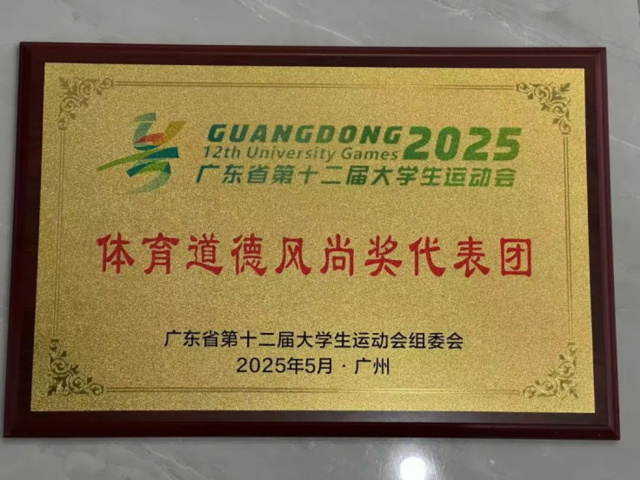 GUANGDONG 2025
12th University Games
广东省第十二届大学生运动会
体育道德风尚奖代表团
广东省第十二届大学生运动会组委会
2025年5月·广州